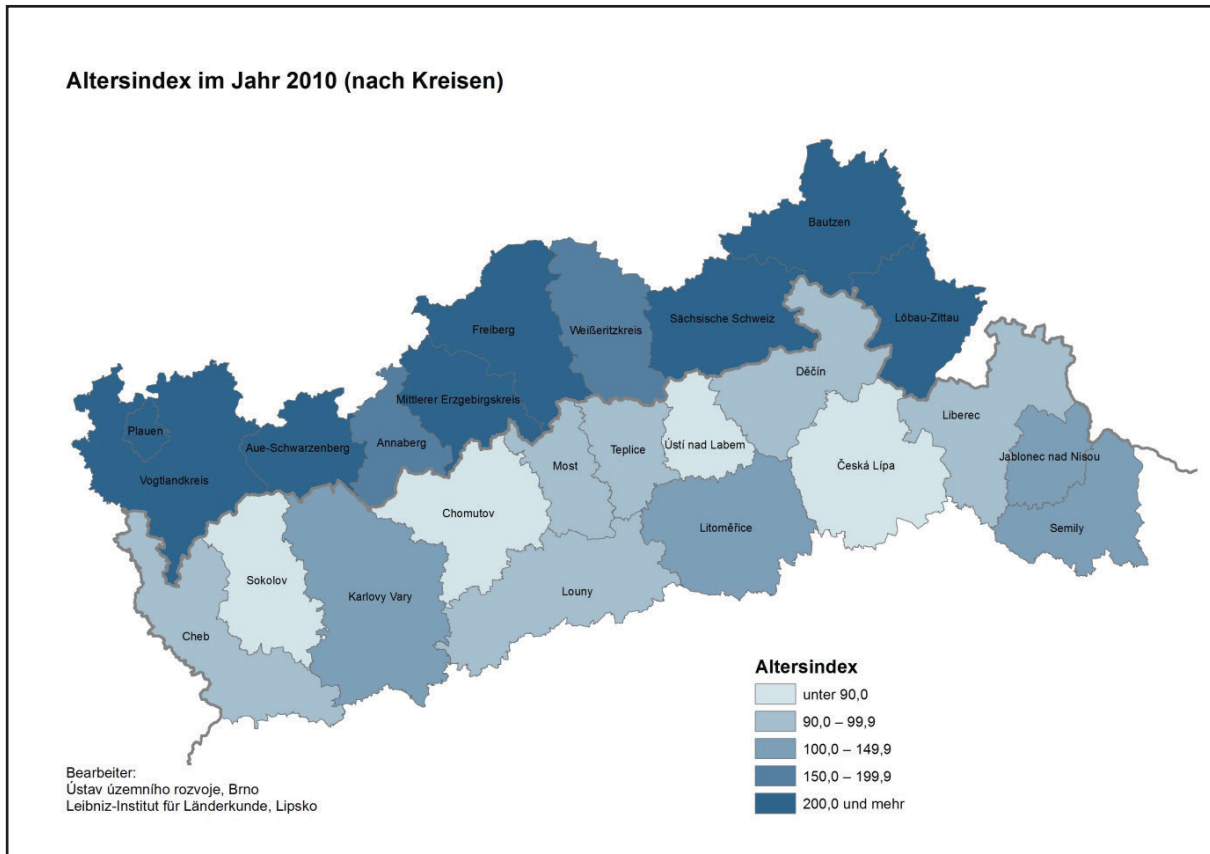 Altersindex im Jahr 2010 (nach Kreisen)
Bautzen
Löbau-Zittau
Sächsische Schweiz
Weißeritzkreis
Freiberg
Mittlerer Erzgebirgskreis
Annaberg
Aue-Schwarzenberg
Plauen
Vogtlandkreis
Děčín
Liberec
Jablonec nad Nisou
Semily
Česká Lípa
Ústí nad Labem
Teplice
Most
Chomutov
Litoměřice
Louny
Karlovy Vary
Sokolov
Cheb
Altersindex
unter 90,0
90,0 – 99,9
100,0 – 149,9
150,0 – 199,9
200,0 und mehr
Bearbeiter:
Ústav územního rozvoje, Brno
Leibniz-Institut für Länderkunde, Lipsko